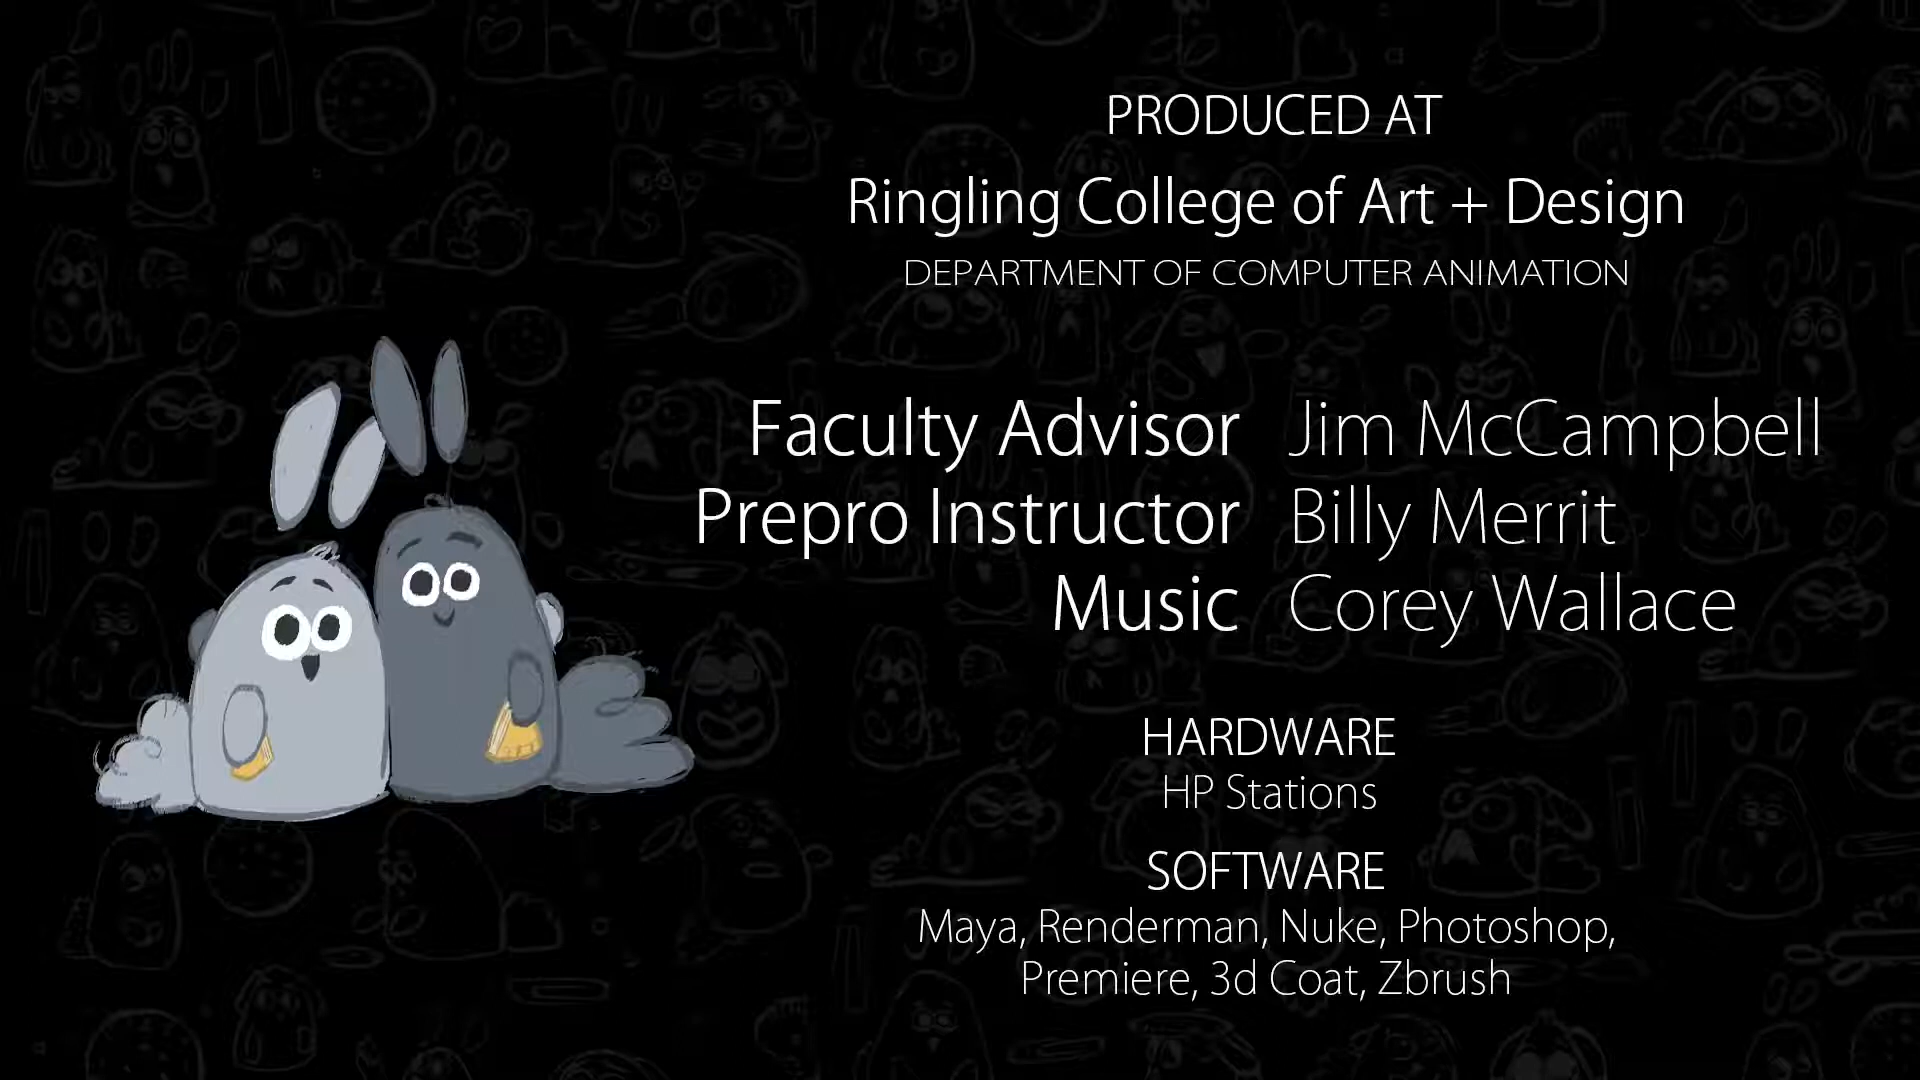 PRODUCED AT
Ringling College of Art + Design
DEPARTMENT OF COMPUTER ANIMATION
Faculty Advisor Jim McCampbell
Prepro Instructor Billy Merrit
Music Corey Wallace
HARDWARE
HP Stations
SOFTWARE
Maya, Renderman, Nuke, Photoshop,
Premiere, 3d Coat, Zbrush